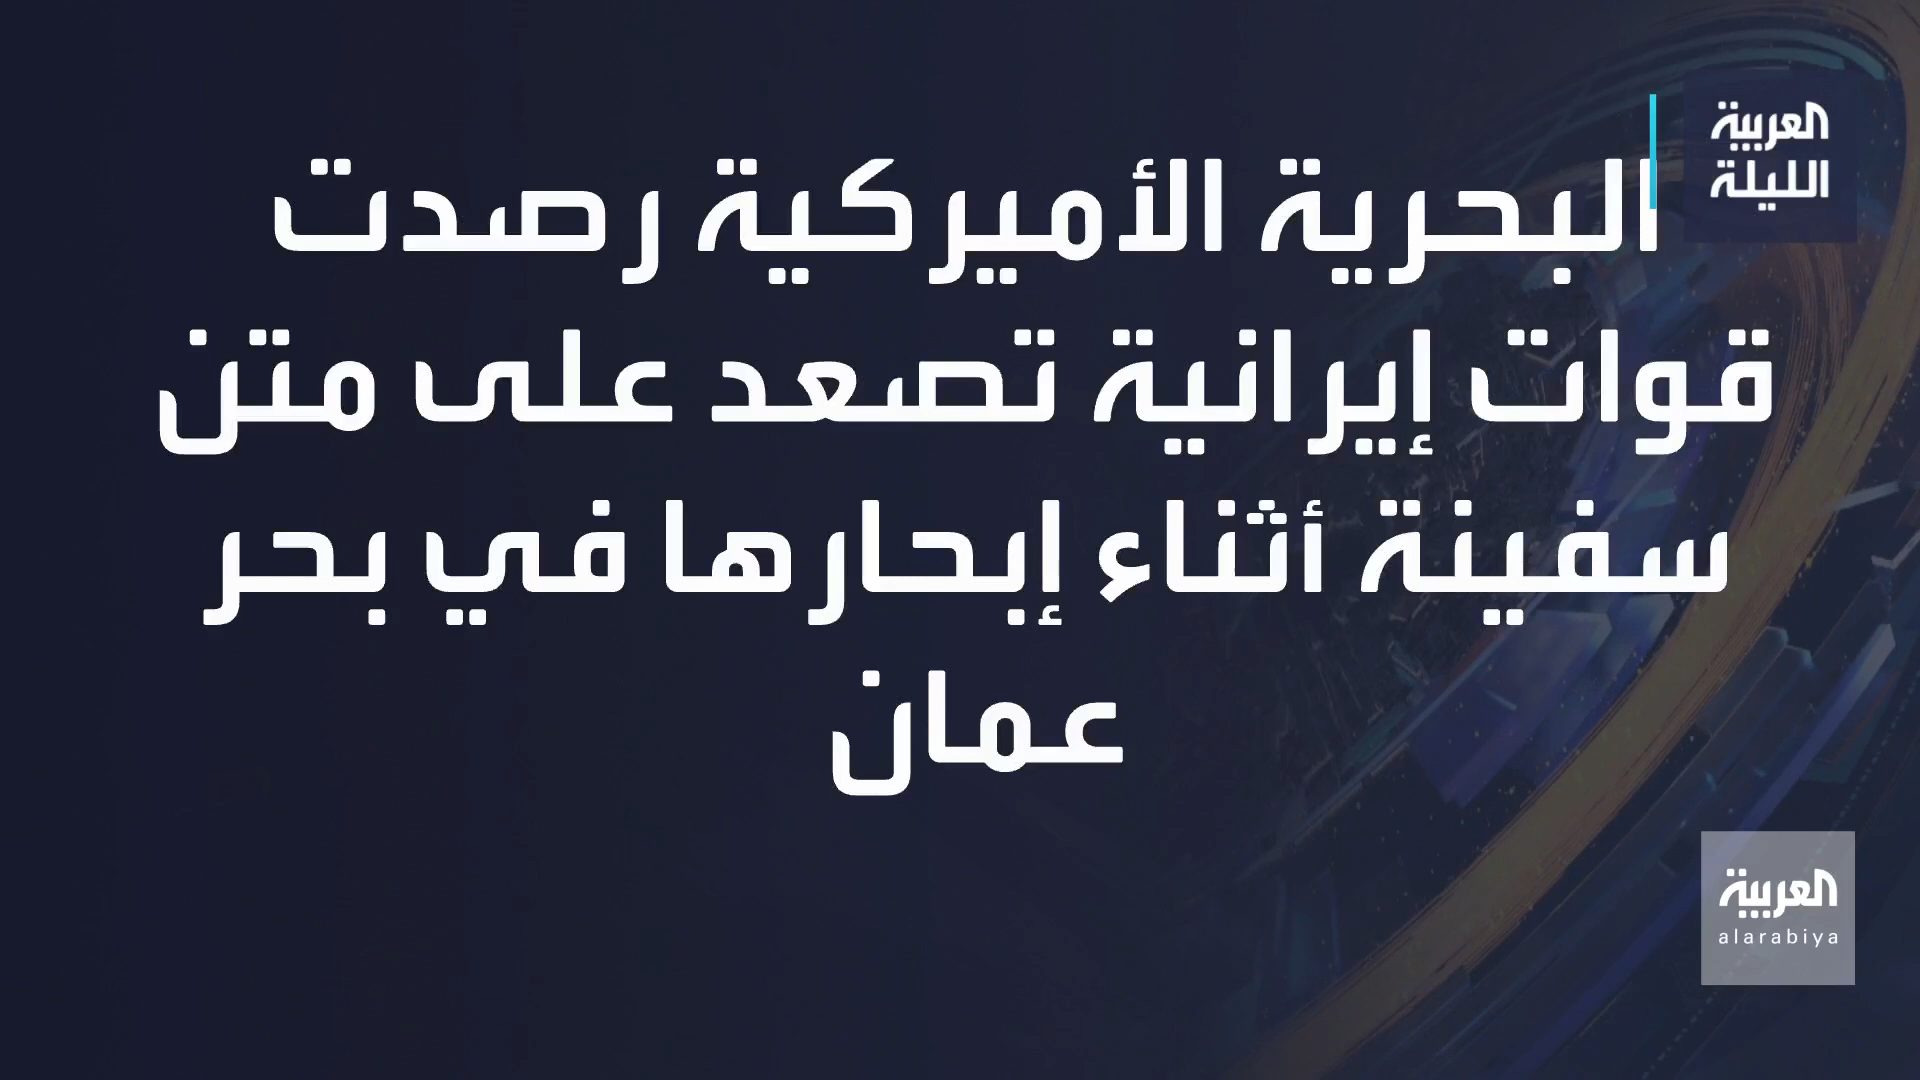 العربية
الليلة
البحرية الأميركية رصدت
قوات إيرانية تصعد على متن
سفينة أثناء إبحارها في بحر
عمان
العربية
alarabiya